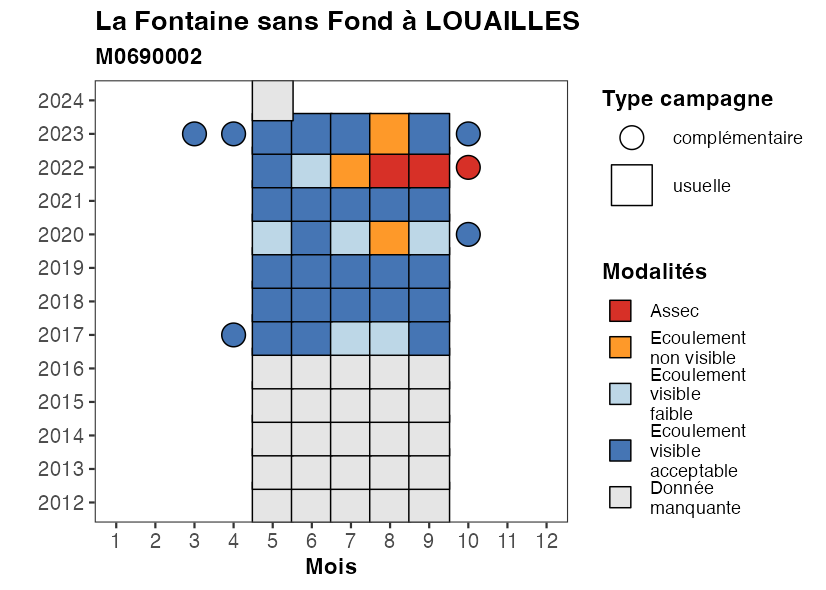 La Fontaine sans Fond à LOUAILLES
M0690002
2024
2023
2022
2021
2020
2019
2018
2017
2016
2015
2014
2013
2012
1 2 3 4 5 6 7 8 9 10 11 12
Mois
Type campagne
complémentaire
usuelle
Modalités
Assec
Ecoulement
non visible
Ecoulement
visible
faible
Ecoulement
visible
acceptable
Donnée
manquante